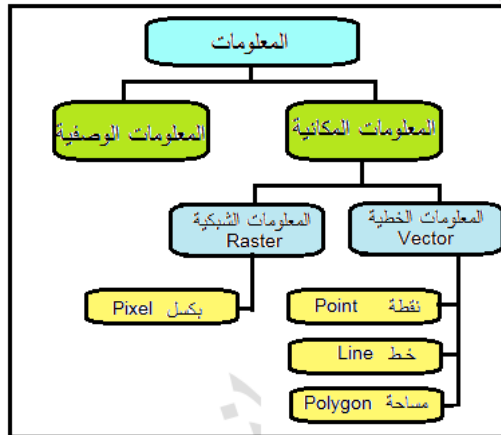 المعلومات
المعلومات المكانية
المعلومات الوصفية
المعلومات الخطية
Vector
المعلومات الشبكية
Raster
نقطة Point
خط Line
مساحة Polygon
بكسل Pixel